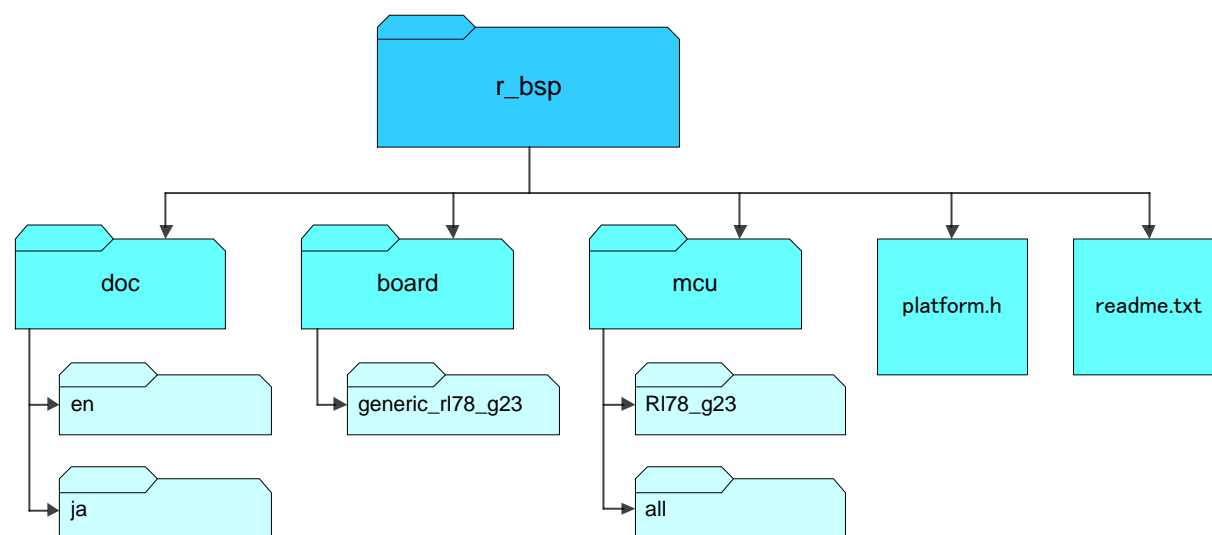 r_bsp
doc
board
mcu
platform.h
readme.txt
en
generic_rl78_g23
Rl78_g23
ja
all